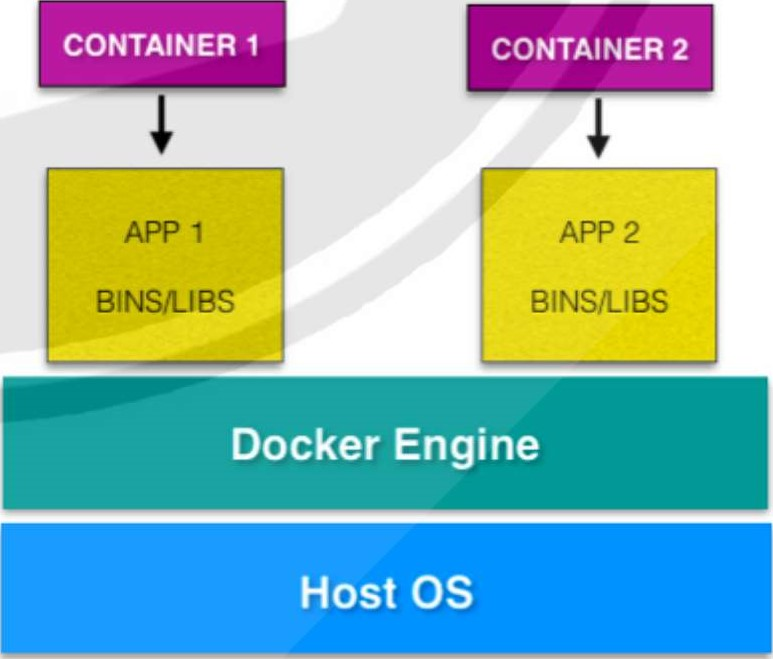 CONTAINER 1
CONTAINER 2
APP 1
BINS/LIBS
APP 2
BINS/LIBS
Docker Engine
Host OS